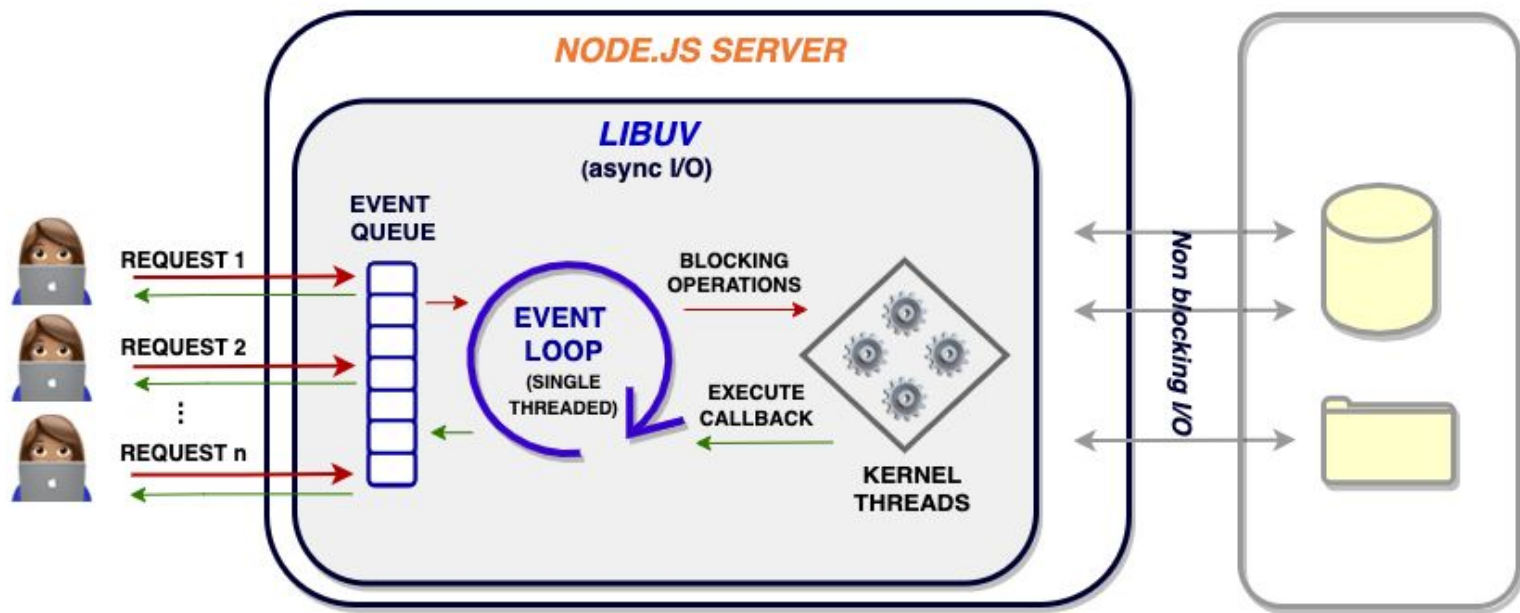 NODE.JS SERVER
LIBUV
(async I/O)
EVENT
QUEUE
REQUEST 1
REQUEST 2
...
REQUEST n
EVENT
LOOP
(SINGLE
THREADED)
BLOCKING
OPERATIONS
EXECUTE
CALLBACK
KERNEL
THREADS
Non blocking I/O